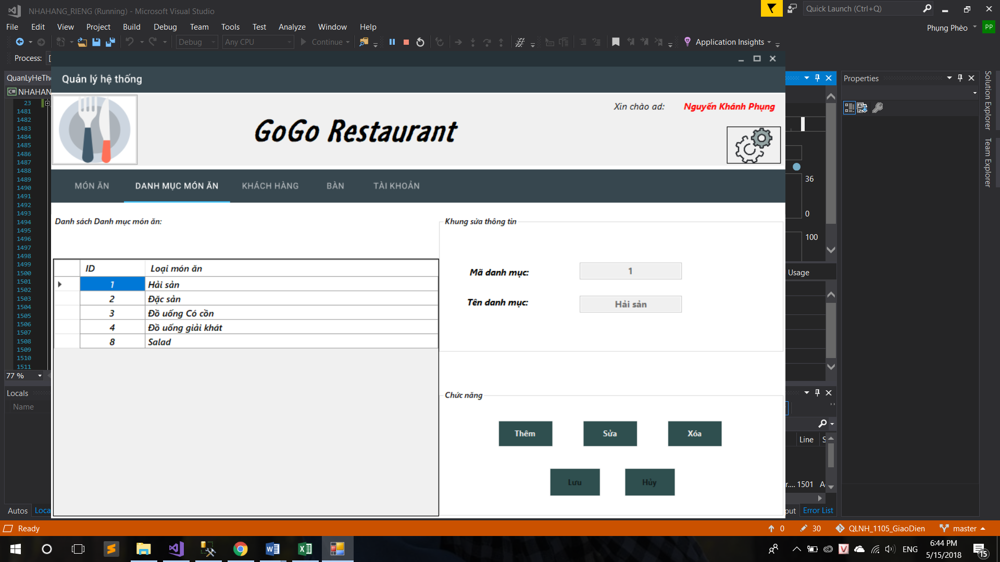 NHAHANG_RIENG (Running) - Microsoft Visual Studio
Quick Launch (Ctrl+Q)
File Edit View Project Build Debug Team Tools Test Analyze Window Help
Phụng Phèo PP
Debug Any CPU Continue Application Insights
Process: [
Quản lý hệ thống
QuanLyHeThố
NHAHAN
Properties
Solution Explorer
Team Explorer
Xin chào ad: Nguyễn Khánh Phụng
GoGo Restaurant
MÓN ĂN DANH MỤC MÓN ĂN KHÁCH HÀNG BÀN TÀI KHOẢN
Danh sách Danh mục món ăn:
ID Loại món ăn
1 Hải sản
2 Đặc sản
3 Đồ uống Có cồn
4 Đồ uống giải khát
8 Salad
Khung sửa thông tin
Mã danh mục: 1
Tên danh mục: Hải sản
Chức năng
Thêm Sửa Xóa
Lưu Hủy
23
1481
1482
1483
1484
1485
1486
1487
1488
1489
1490
1491
1492
1493
1494
1495
1496
1497
1498
1499
1500
1501
1502
1503
1504
1505
1506
1507
1508
1509
1510
1511
77 %
36
0
100
Usage
Locals
Name
Line S
r.... 1501 A
Autos Loca
put Error List
Ready
0 30 QLNH_1105_GiaoDien master
ENG
6:44 PM
5/15/2018
15